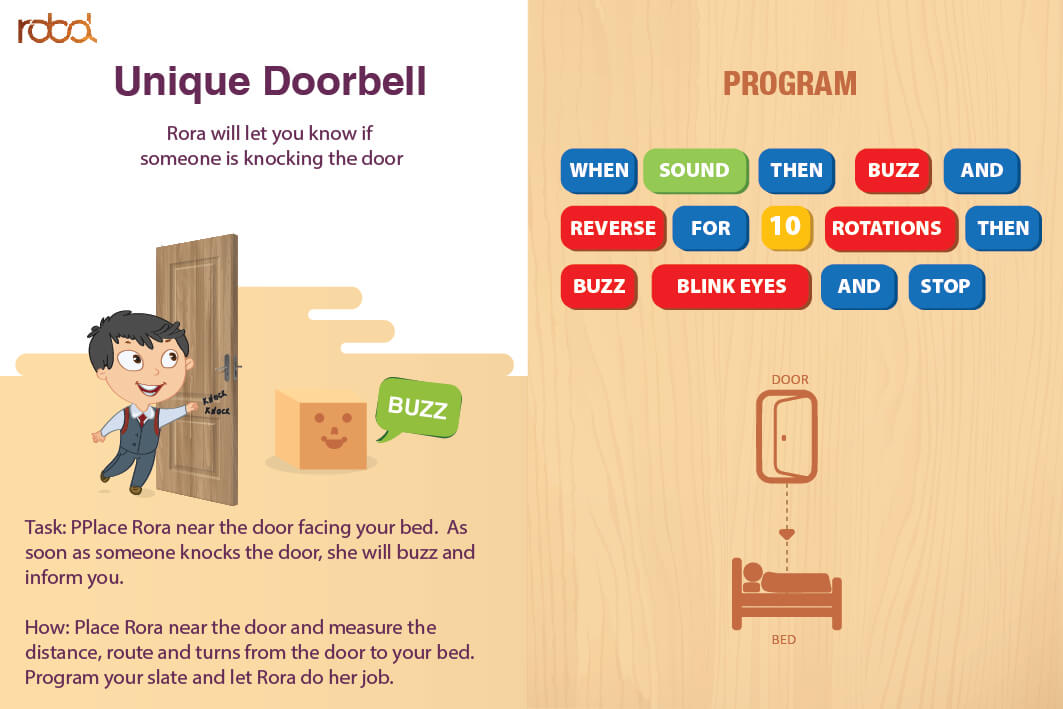 robd
Unique Doorbell
Rora will let you know if
someone is knocking the door
KNOCK
KNOCK
BUZZ
Task: PPlace Rora near the door facing your bed.  As
soon as someone knocks the door, she will buzz and
inform you.
How: Place Rora near the door and measure the
distance, route and turns from the door to your bed.
Program your slate and let Rora do her job.
PROGRAM
WHEN SOUND THEN BUZZ AND
REVERSE FOR 10 ROTATIONS THEN
BUZZ BLINK EYES AND STOP
DOOR
BED